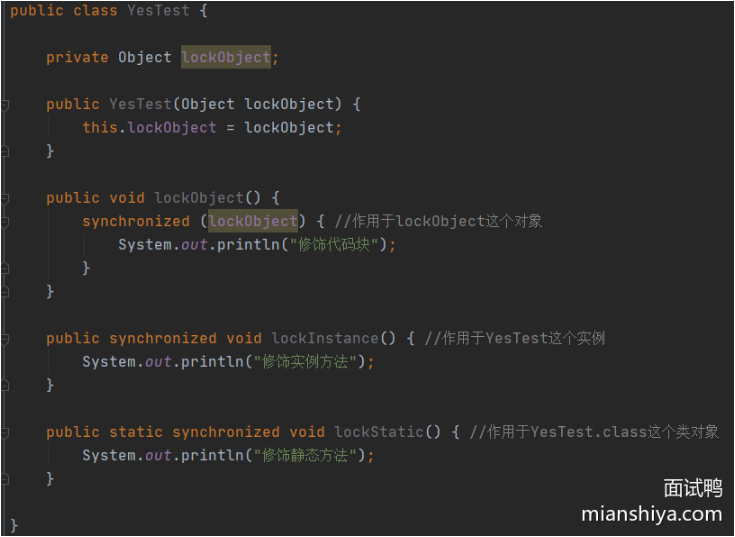 public class YesTest {
private Object lockObject;
public YesTest(Object lockObject) {
this.lockObject = lockObject;
}
public void lockObject() {
synchronized (lockObject) { //作用于lockObject这个对象
System.out.println("修饰代码块");
}
}
public synchronized void lockInstance() { //作用于YesTest这个实例
System.out.println("修饰实例方法");
}
public static synchronized void lockStatic() { //作用于YesTest.class这个类对象
System.out.println("修饰静态方法");
}
}
面试鸭
mianshiya.com